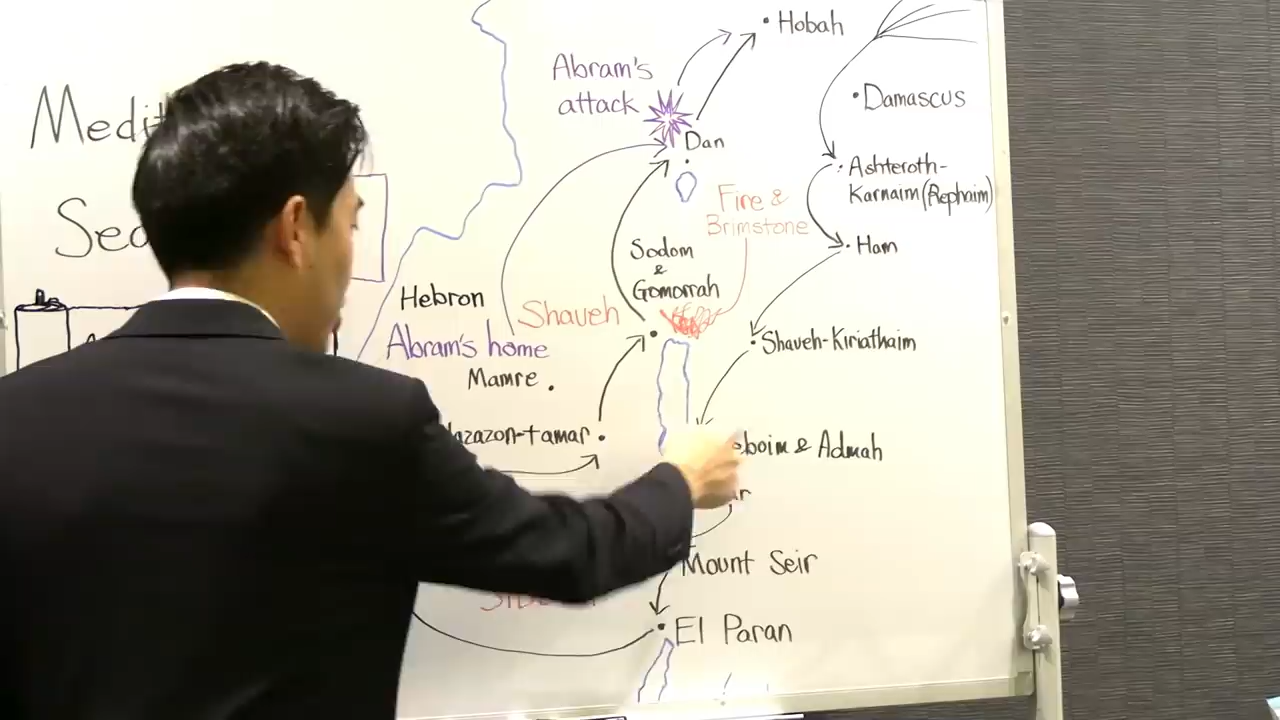 Hobah
Abram's
attack
Damascus
Dan
Ashteroth-
Karnaim (Rephaim)
Fire &
Brimstone
Ham
Sodom
&
Gomorrah
Hebron
Shaveh
Abram's home
Shaveh-Kiriathaim
Mamre
& Admah
Mount Seir
El Paran